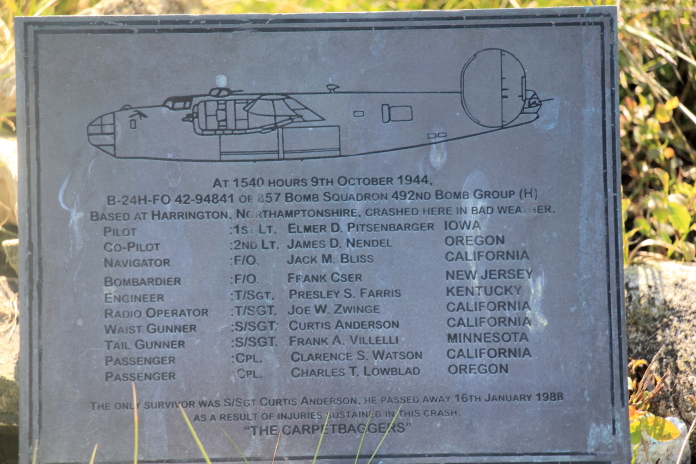 AT 1540 HOURS 9TH OCTOBER 1944,
B-24H-FO 42-94841 OF 857 BOMB SQUADRON 492ND BOMB GROUP (H)
BASED AT HARRINGTON, NORTHAMPTONSHIRE, CRASHED HERE IN BAD WEATHER.
PILOT :1ST LT. ELMER D. PITSENBARGER IOWA
CO-PILOT :2ND LT. JAMES D. NENDEL OREGON
NAVIGATOR :F/O. JACK M. BLISS CALIFORNIA
BOMBARDIER :F/O. FRANK CSER NEW JERSEY
ENGINEER :T/SGT. PRESLEY S. FARRIS KENTUCKY
RADIO OPERATOR :T/SGT. JOE W. ZWINGE CALIFORNIA
WAIST GUNNER :S/SGT. CURTIS ANDERSON CALIFORNIA
TAIL GUNNER :S/SGT. FRANK A. VILLELLI MINNESOTA
PASSENGER :CPL. CLARENCE S. WATSON CALIFORNIA
PASSENGER :CPL. CHARLES T. LOWBLAD OREGON
THE ONLY SURVIVOR WAS S/SGT CURTIS ANDERSON, HE PASSED AWAY 16TH JANUARY 1988
AS A RESULT OF INJURIES SUSTAINED IN THIS CRASH.
"THE CARPETBAGGERS"